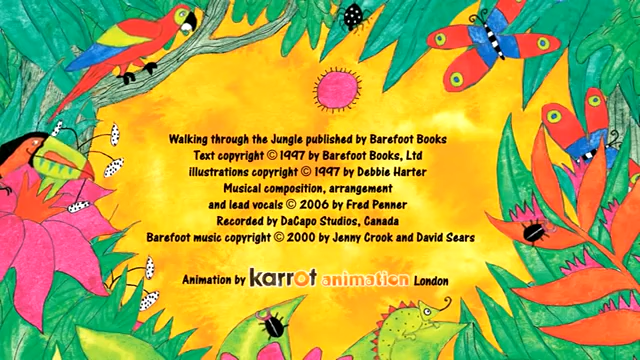 Walking through the Jungle published by Barefoot Books
Text copyright © 1997 by Barefoot Books, Ltd
illustrations copyright © 1997 by Debbie Harter
Musical composition, arrangement
and lead vocals © 2006 by Fred Penner
Recorded by DaCapo Studios, Canada
Barefoot music copyright © 2000 by Jenny Crook and David Sears
Animation by karrot animation London